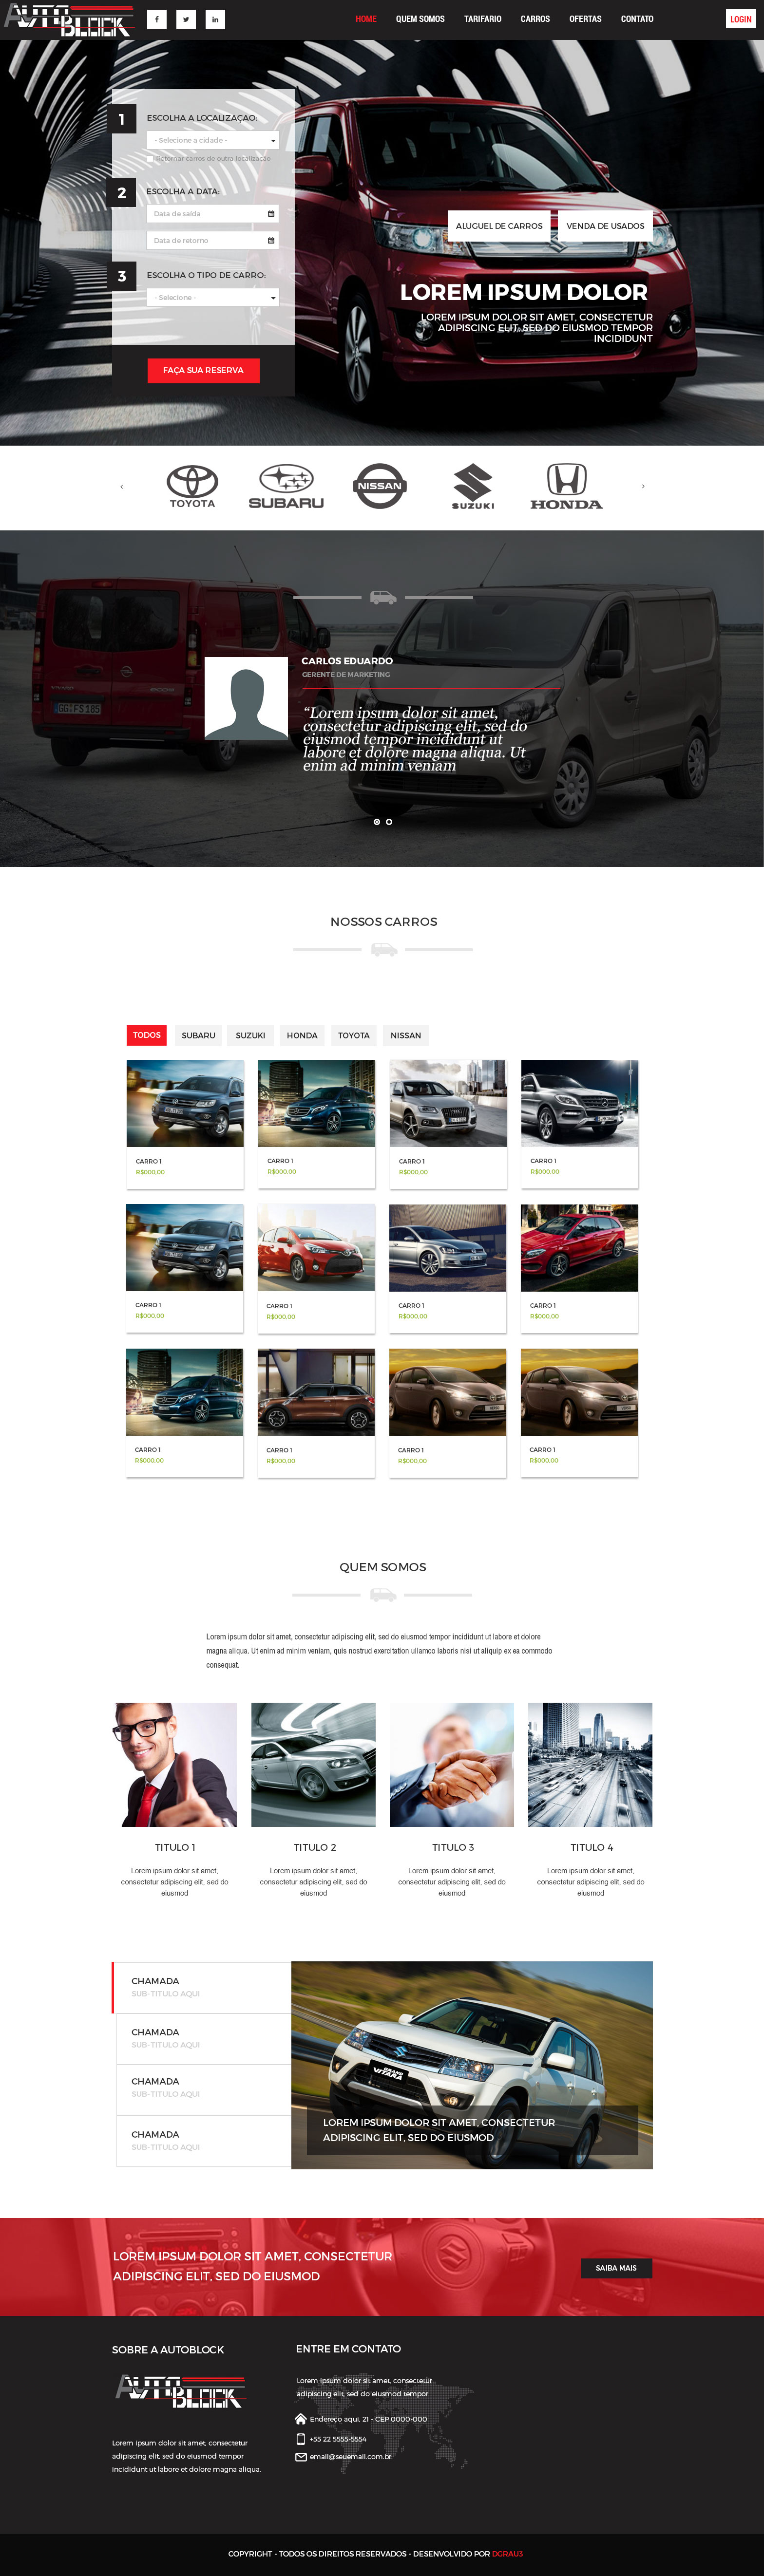 AUTO BLOCK
f
in
HOME QUEM SOMOS TARIFARIO CARROS OFERTAS CONTATO
LOGIN
1 ESCOLHA A LOCALIZAÇAO:
- Selecione a cidade -
Retornar carros de outra localização
2 ESCOLHA A DATA:
Data de saída
Data de retorno
3 ESCOLHA O TIPO DE CARRO:
- Selecione -
FAÇA SUA RESERVA
ALUGUEL DE CARROS VENDA DE USADOS
LOREM IPSUM DOLOR
LOREM IPSUM DOLOR SIT AMET, CONSECTETUR
ADIPISCING ELIT, SED DO EIUSMOD TEMPOR
INCIDIDUNT
TOYOTA SUBARU NISSAN SUZUKI HONDA
GG FS 185
CARLOS EDUARDO
GERENTE DE MARKETING
“Lorem ipsum dolor sit amet,
consectetur adipiscing elit, sed do
eiusmod tempor incididunt ut
labore et dolore magna aliqua. Ut
enim ad minim veniam
NOSSOS CARROS
TODOS SUBARU SUZUKI HONDA TOYOTA NISSAN
CARRO 1 CARRO 1 CARRO 1 CARRO 1
R$000,00 R$000,00 R$000,00 R$000,00
CARRO 1 CARRO 1 CARRO 1 CARRO 1
R$000,00 R$000,00 R$000,00 R$000,00
CARRO 1 CARRO 1 CARRO 1 CARRO 1
R$000,00 R$000,00 R$000,00 R$000,00
QUEM SOMOS
Lorem ipsum dolor sit amet, consectetur adipiscing elit, sed do eiusmod tempor incididunt ut labore et dolore
magna aliqua. Ut enim ad minim veniam, quis nostrud exercitation ullamco laboris nisi ut aliquip ex ea commodo
consequat.
TITULO 1
Lorem ipsum dolor sit amet,
consectetur adipiscing elit, sed do
eiusmod
TITULO 2
Lorem ipsum dolor sit amet,
consectetur adipiscing elit, sed do
eiusmod
TITULO 3
Lorem ipsum dolor sit amet,
consectetur adipiscing elit, sed do
eiusmod
TITULO 4
Lorem ipsum dolor sit amet,
consectetur adipiscing elit, sed do
eiusmod
CHAMADA
SUB-TITULO AQUI
CHAMADA
SUB-TITULO AQUI
CHAMADA
SUB-TITULO AQUI
CHAMADA
SUB-TITULO AQUI
GRAND
VITARA
LOREM IPSUM DOLOR SIT AMET, CONSECTETUR
ADIPISCING ELIT, SED DO EIUSMOD
LOREM IPSUM DOLOR SIT AMET, CONSECTETUR
ADIPISCING ELIT, SED DO EIUSMOD
SAIBA MAIS
SOBRE A AUTOBLOCK
AUTO BLOCK
Lorem ipsum dolor sit amet, consectetur
adipiscing elit, sed do eiusmod tempor
incididunt ut labore et dolore magna aliqua.
ENTRE EM CONTATO
Lorem ipsum dolor sit amet, consectetur
adipiscing elit, sed do eiusmod tempor
Endereço aqui, 21 - CEP 0000-000
+55 22 5555-5554
email@seuemail.com.br
COPYRIGHT - TODOS OS DIREITOS RESERVADOS - DESENVOLVIDO POR DGRAU3